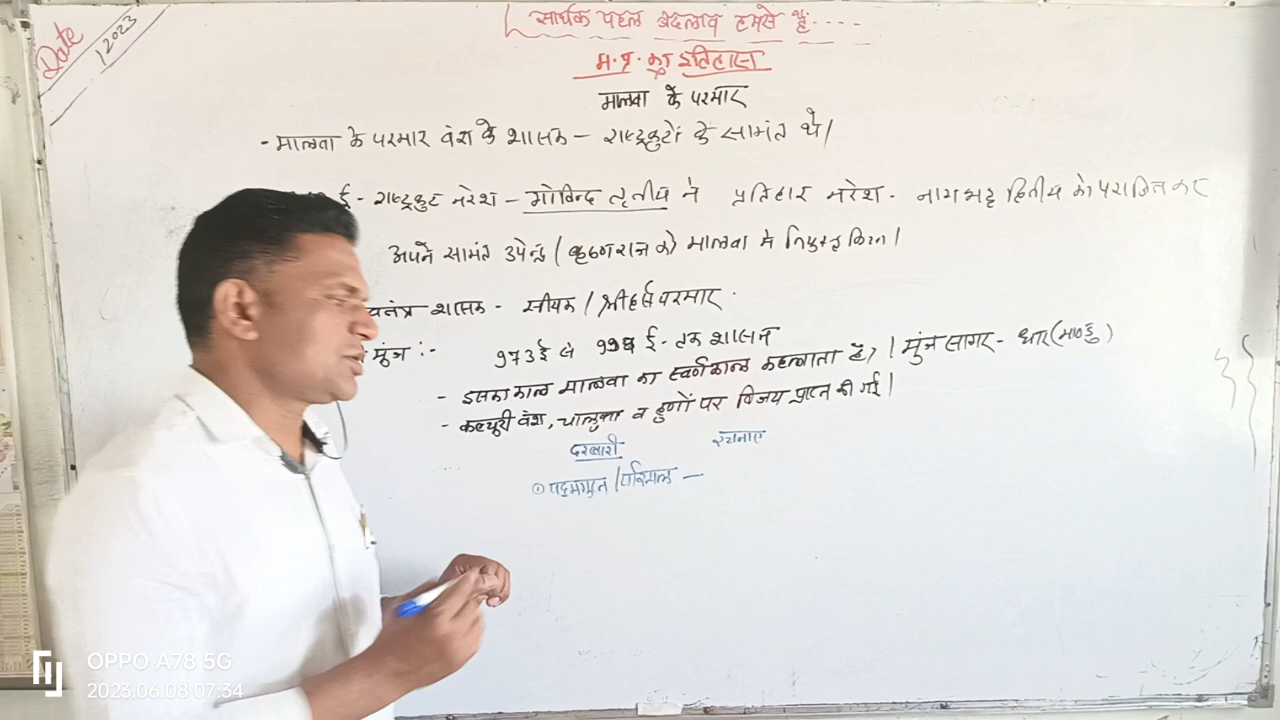 Date
/2023
सार्थक पहल बदलाव हमसे है....
म.प्र. का इतिहास
मालवा के परमार
- मालवा के परमार वंश के शासक - राष्ट्रकुटों के सामंत थे/
ई - राष्ट्रकुट नरेश - गोविन्द तृतीय ने प्रतिहार नरेश - नागभट्ट द्वितीय को पराजित कर
अपने सामंत उपेन्द्र/कृष्णराज को मालवा मे नियुक्त किया/
शासक - सीयक/श्रीहर्ष परमार.
मुंज :- 973ई से 998 ई - तक शासन
- इसका काल मालवा का स्वर्णकाल कहलाता है, / मुंज सागर - धार (माण्डु)
- कल्चुरी वंश, चालुक्य व हुणों पर विजय प्राप्त की गई/
दरबारी रचनाए
① पद्मगुप्त/परिमल -
OPPO A78 5G
2023.06.08 07:34